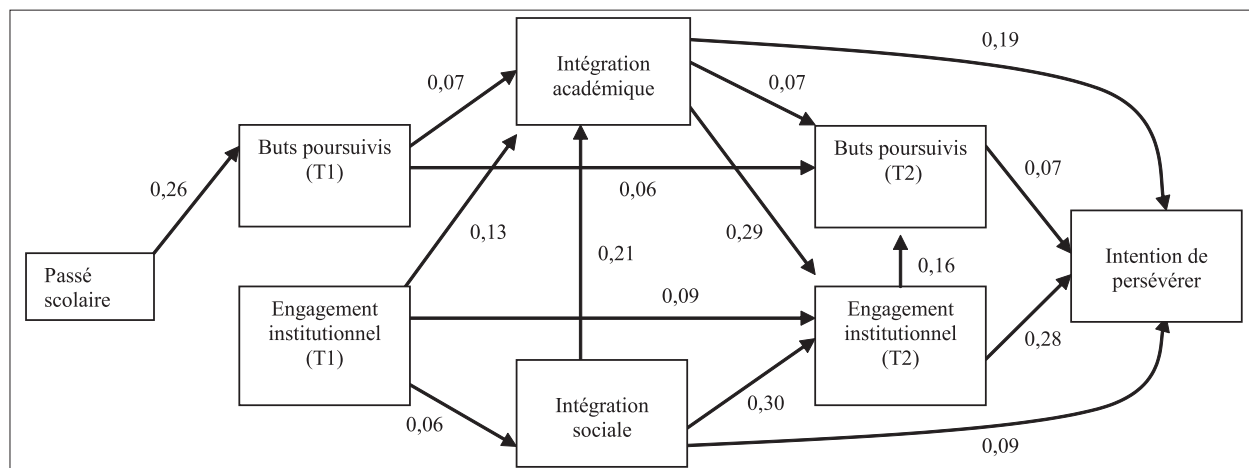 Intégration
académique
0,19
0,07
0,07
Buts poursuivis
(T1)
Buts poursuivis
(T2)
0,26
0,06
0,07
0,13
0,29
Passé
scolaire
0,21
0,16
Intention de
persévérer
Engagement
institutionnel
(T1)
0,09
Engagement
institutionnel
(T2)
0,28
0,06
Intégration
sociale
0,30
0,09